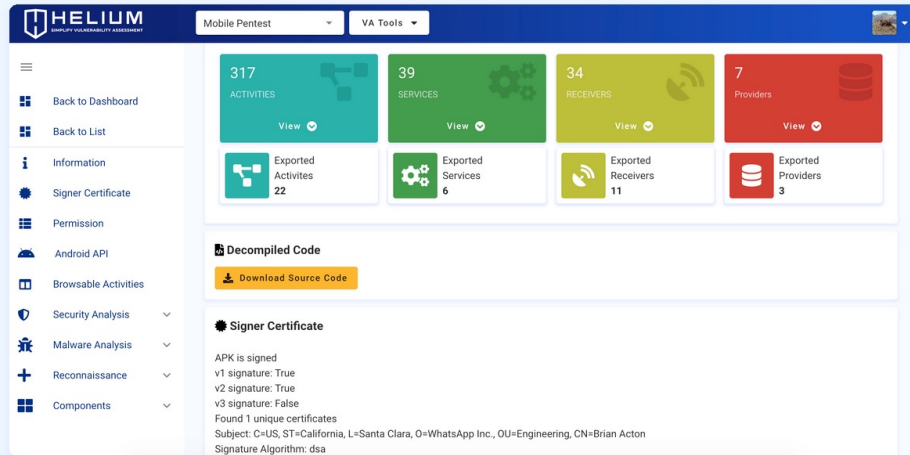 HELIUM
SIMPLIFY VULNERABILITY ASSESSMENT
Mobile Pentest
VA Tools
Back to Dashboard
Back to List
Information
Signer Certificate
Permission
Android API
Browsable Activities
Security Analysis
Malware Analysis
Reconnaissance
Components
317
ACTIVITIES
View
39
SERVICES
View
34
RECEIVERS
View
7
Providers
View
Exported
Activites
22
Exported
Services
6
Exported
Receivers
11
Exported
Providers
3
Decompiled Code
Download Source Code
Signer Certificate
APK is signed
v1 signature: True
v2 signature: True
v3 signature: False
Found 1 unique certificates
Subject: C=US, ST=California, L=Santa Clara, O=WhatsApp Inc., OU=Engineering, CN=Brian Acton
Signature Algorithm: dsa